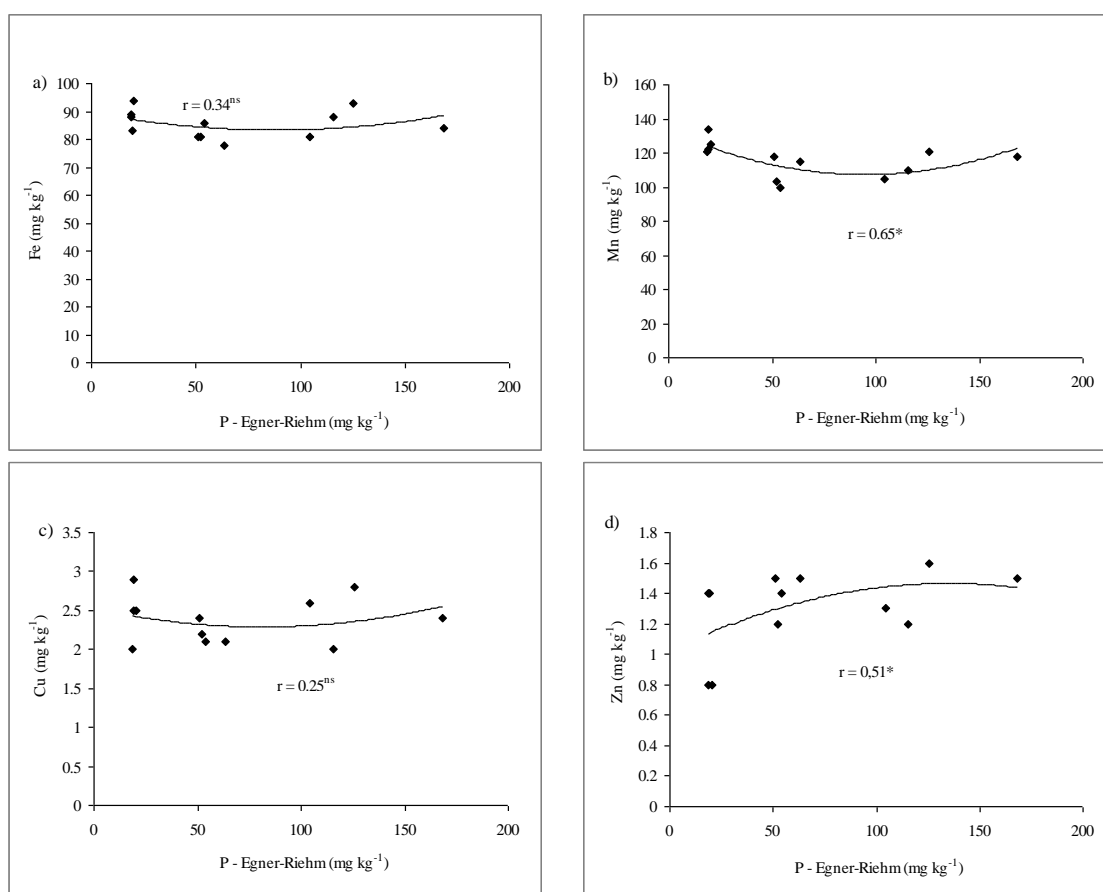 a)
100
90
80
70
60
50
40
30
20
10
0
r = 0.34ns
Fe (mg kg-1)
0 50 100 150 200
P - Egner-Riehm (mg kg-1)
b)
160
140
120
100
80
60
40
20
0
r = 0.65*
Mn (mg kg-1)
0 50 100 150 200
P - Egner-Riehm (mg kg-1)
c)
3.5
3
2.5
2
1.5
1
0.5
0
r = 0.25ns
Cu (mg kg-1)
0 50 100 150 200
P - Egner-Riehm (mg kg-1)
d)
1.8
1.6
1.4
1.2
1
0.8
0.6
0.4
0.2
0
r = 0,51*
Zn (mg kg-1)
0 50 100 150 200
P - Egner-Riehm (mg kg-1)